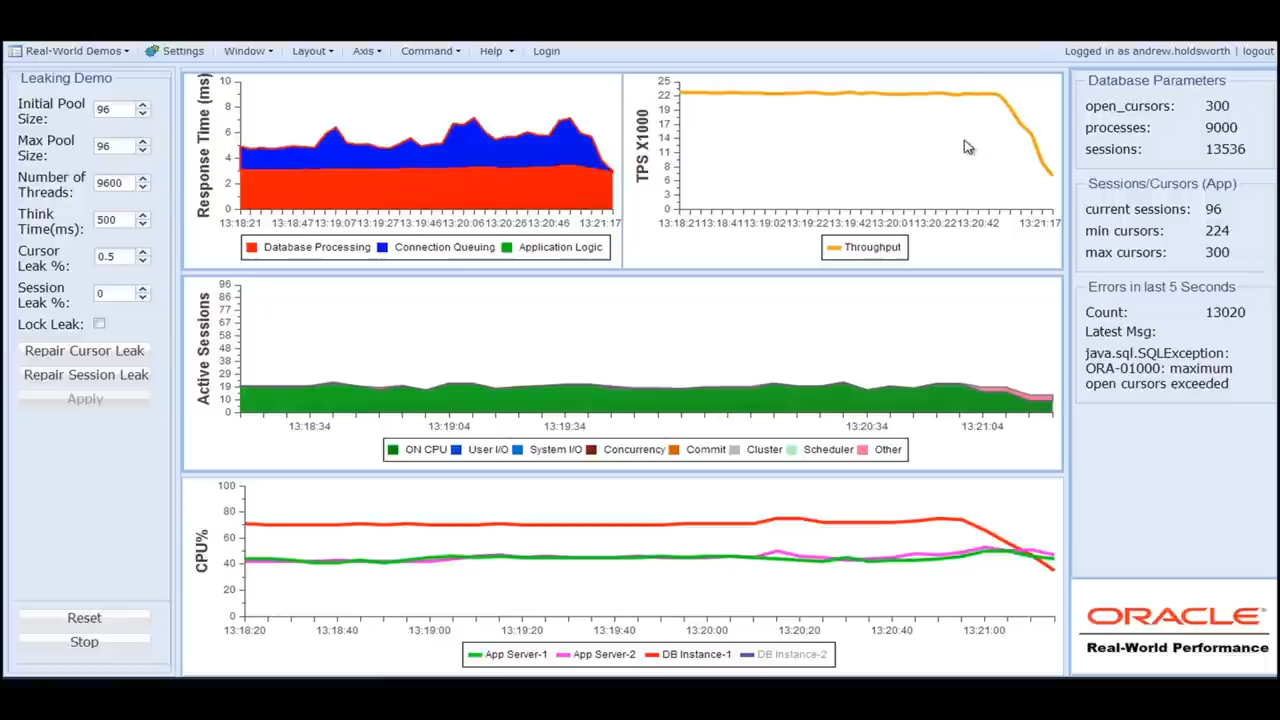 Real-World Demos Settings Window Layout Axis Command Help Login Logged in as andrew.holdsworth | logout
Leaking Demo
Initial Pool
Size:
96
Max Pool
Size:
96
Number of
Threads:
9600
Think
Time(ms):
500
Cursor
Leak %:
0.5
Session
Leak %:
0
Lock Leak:
Repair Cursor Leak
Repair Session Leak
Apply
Reset
Stop
Response Time (ms)
10
8
6
4
2
0
13:18:21 13:18:47 13:19:07 13:19:27 13:19:46 13:20:06 13:20:26 13:20:46 13:21:17
Database Processing Connection Queuing Application Logic
TPS X1000
25
22
19
17
14
11
8
6
3
0
13:18:21 13:18:41 13:19:02 13:19:22 13:19:42 13:20:0 13:20:22 13:20:42 13:21:17
Throughput
Active Sessions
96
86
77
67
58
48
38
29
19
10
0
13:18:34 13:19:04 13:19:34 13:20:34 13:21:04
ON CPU User I/O System I/O Concurrency Commit Cluster Scheduler Other
CPU%
100
80
60
40
20
0
13:18:20 13:18:40 13:19:00 13:19:20 13:19:40 13:20:00 13:20:20 13:20:40 13:21:00
App Server-1 App Server-2 DB Instance-1 DB Instance-2
Database Parameters
open_cursors: 300
processes: 9000
sessions: 13536
Sessions/Cursors (App)
current sessions: 96
min cursors: 224
max cursors: 300
Errors in last 5 Seconds
Count: 13020
Latest Msg:
java.sql.SQLException:
ORA-01000: maximum
open cursors exceeded
ORACLE
Real-World Performance